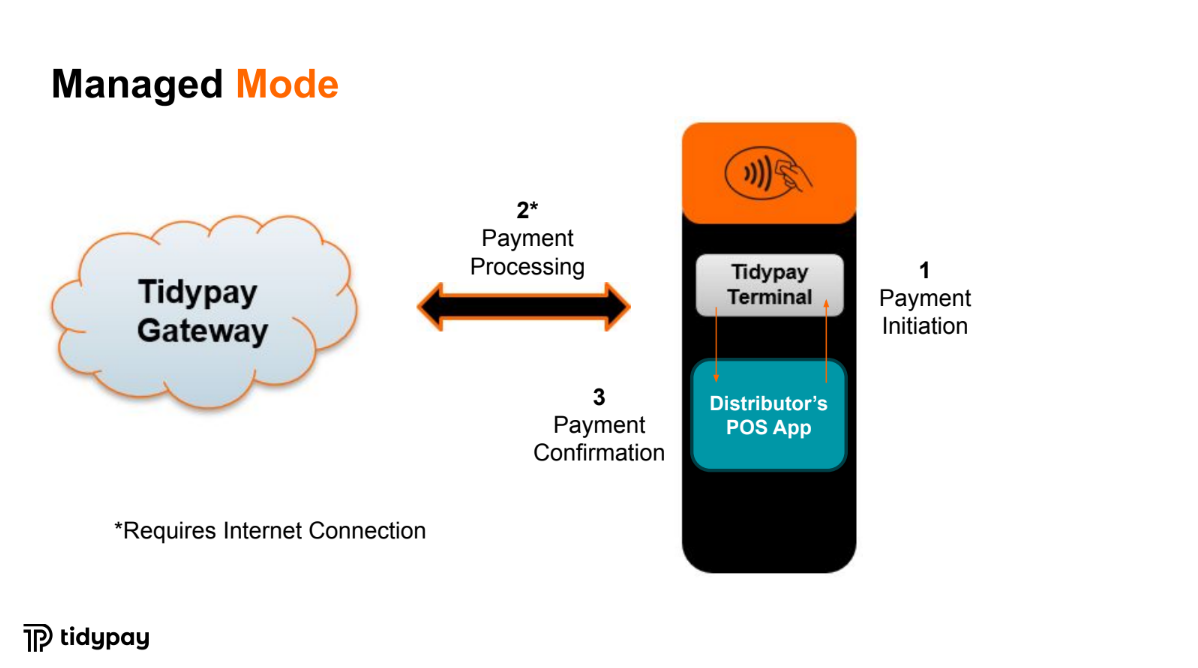 Managed Mode
Tidypay
Gateway
2*
Payment
Processing
Tidypay
Terminal
1
Payment
Initiation
3
Payment
Confirmation
Distributor’s
POS App
*Requires Internet Connection
tidypay